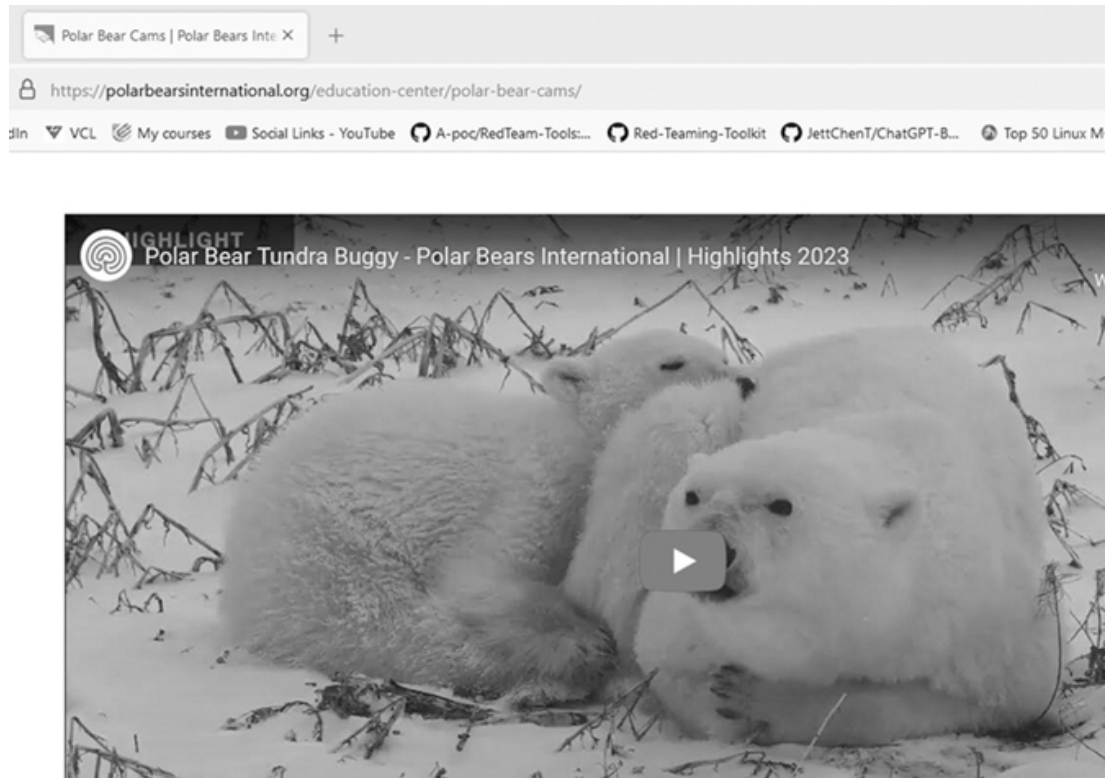 Polar Bear Cams | Polar Bears Inte
https://polarbearsinternational.org/education-center/polar-bear-cams/
dIn VCL My courses Social Links - YouTube A-poc/RedTeam-Tools:... Red-Teaming-Toolkit JettChenT/ChatGPT-B... Top 50 Linux M
HIGHLIGHT
Polar Bear Tundra Buggy - Polar Bears International | Highlights 2023
W